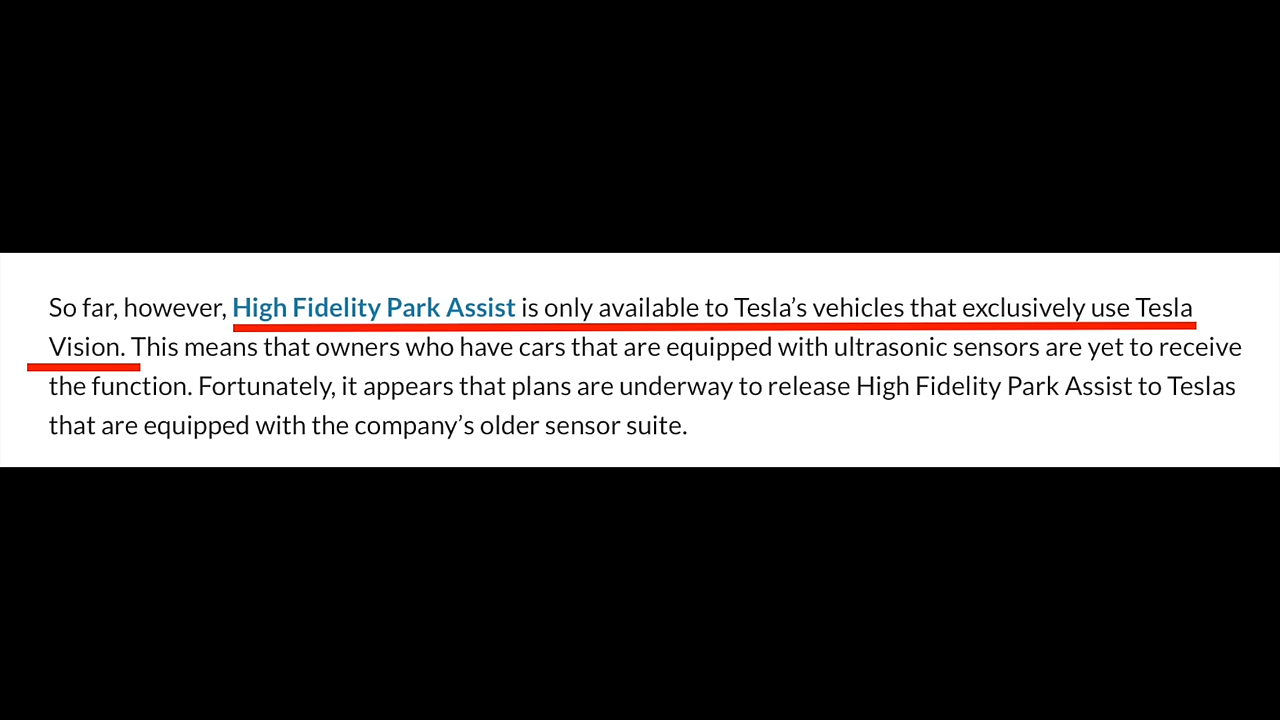 So far, however, High Fidelity Park Assist is only available to Tesla’s vehicles that exclusively use Tesla
Vision. This means that owners who have cars that are equipped with ultrasonic sensors are yet to receive
the function. Fortunately, it appears that plans are underway to release High Fidelity Park Assist to Teslas
that are equipped with the company’s older sensor suite.